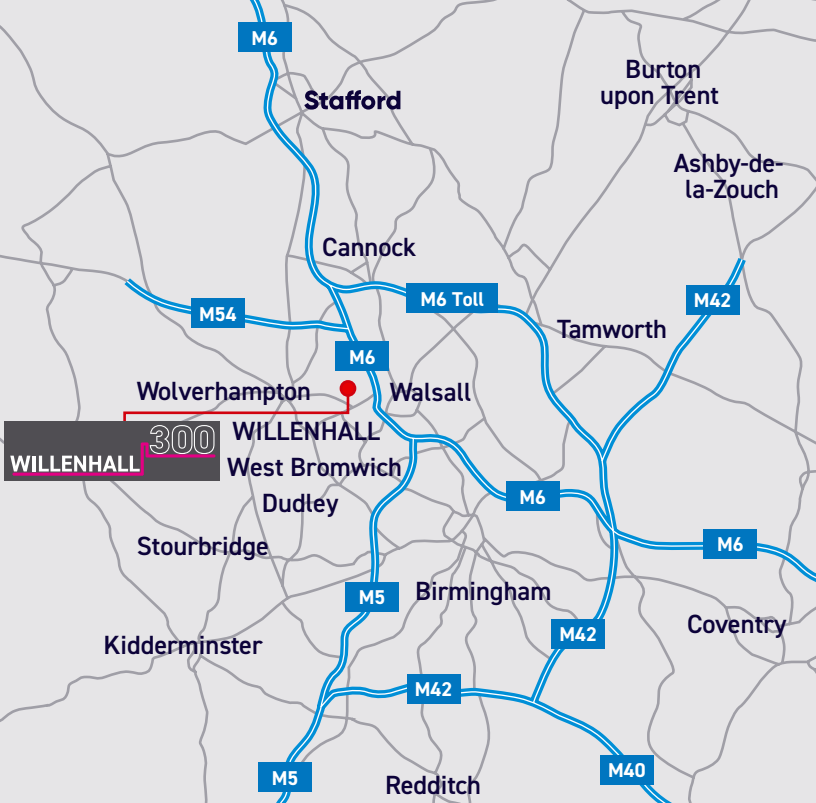 M6
Stafford
Burton
upon Trent
Ashby-de-
la-Zouch
Cannock
M6 Toll
M42
M54
Tamworth
M6
Wolverhampton
Walsall
300
WILLENHALL
WILLENHALL
West Bromwich
Dudley
M6
Stourbridge
M6
M5
Birmingham
Coventry
M42
Kidderminster
M42
M5
M40
Redditch